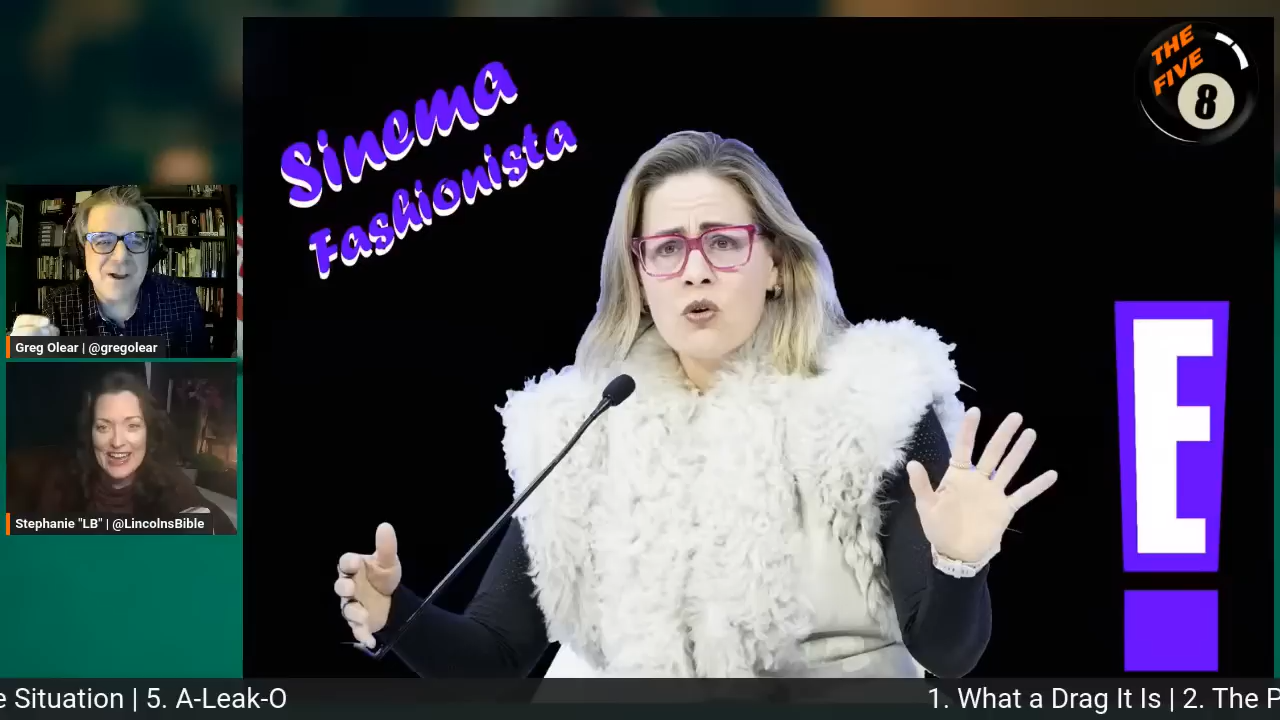 Sinema
Fashionista
THE
FIVE
8
E
Greg Olear | @gregolear
Stephanie "LB" | @LincolnsBible
e Situation | 5. A-Leak-O
1. What a Drag It Is | 2. The P